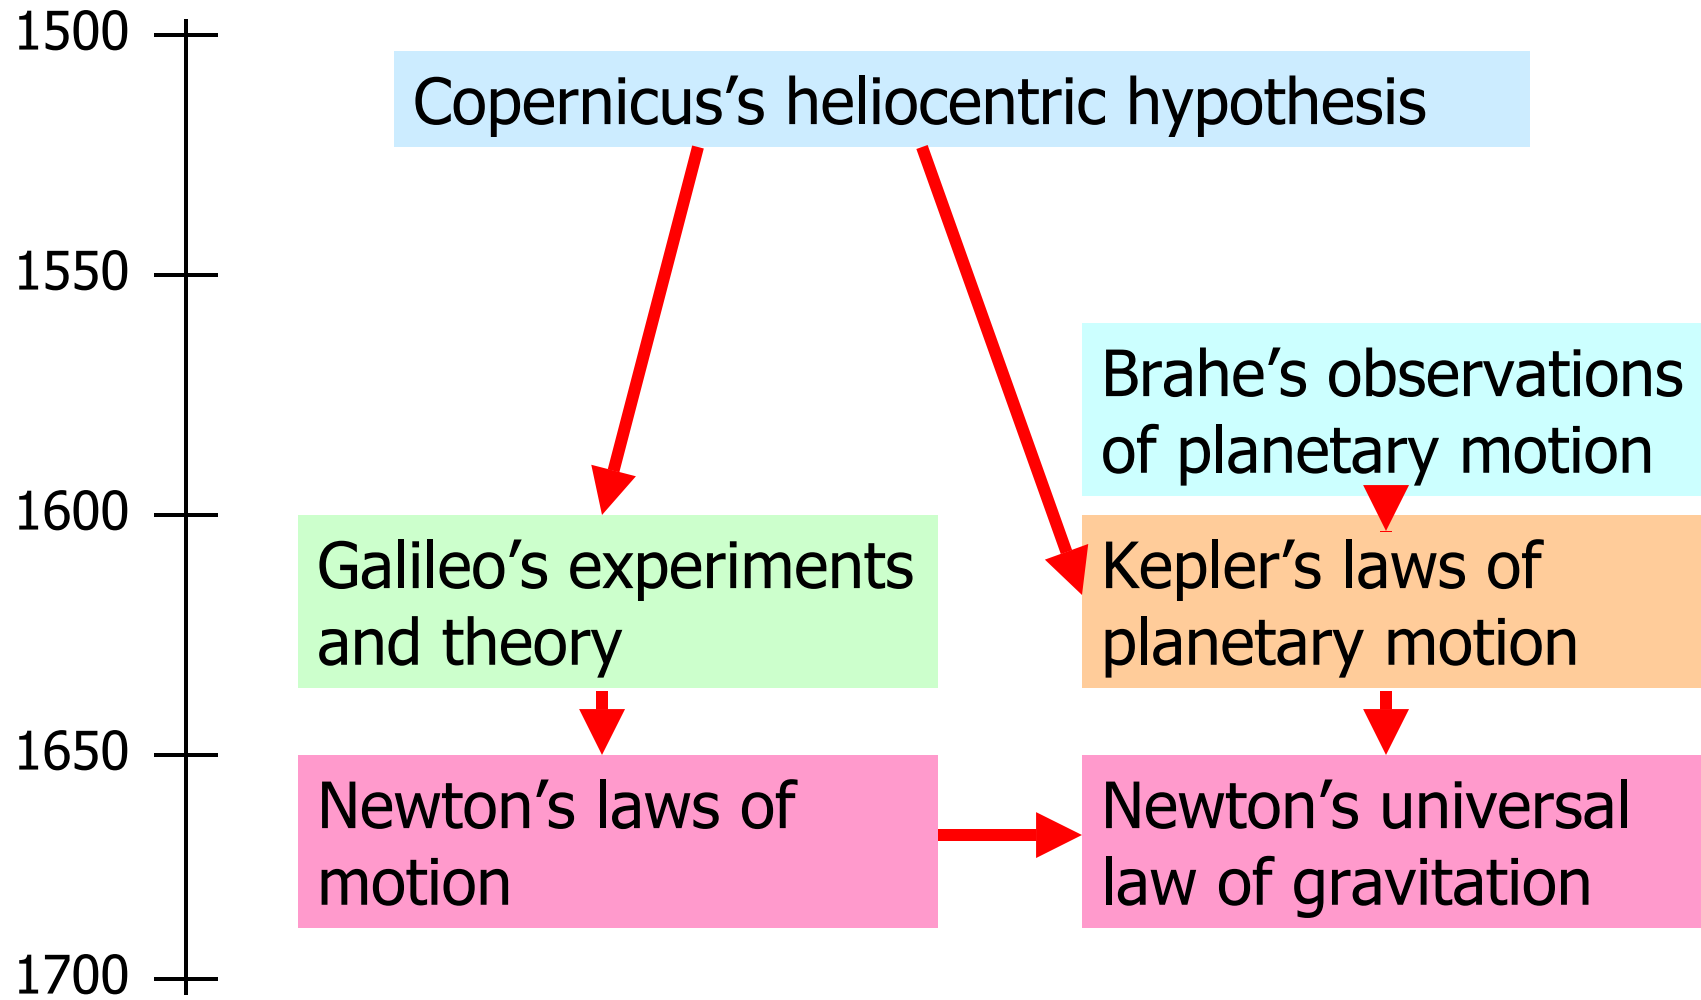 1500
Copernicus’s heliocentric hypothesis
1550
Brahe’s observations
of planetary motion
1600
Galileo’s experiments
and theory
Kepler’s laws of
planetary motion
1650
Newton’s laws of
motion
Newton’s universal
law of gravitation
1700